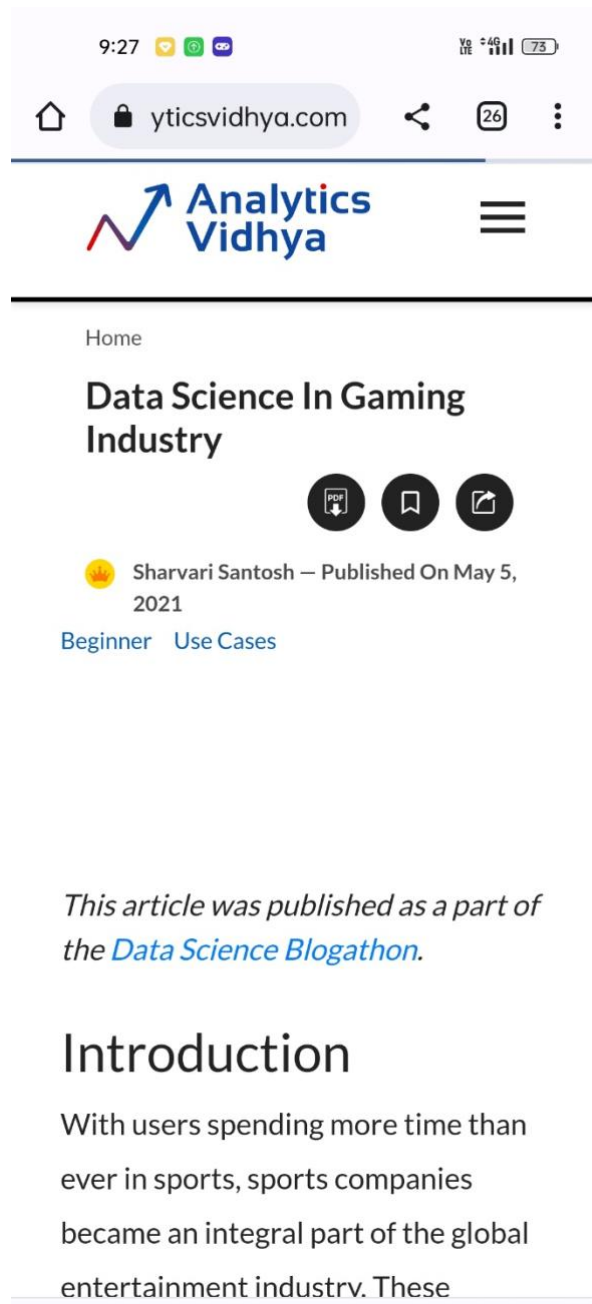 9:27 Vo LTE 4G 73
yticsvidhya.com 26
Analytics
Vidhya
Home
Data Science In Gaming
Industry
PDF
Sharvari Santosh — Published On May 5,
2021
Beginner Use Cases
This article was published as a part of
the Data Science Blogathon.
Introduction
With users spending more time than
ever in sports, sports companies
became an integral part of the global
entertainment industry. These